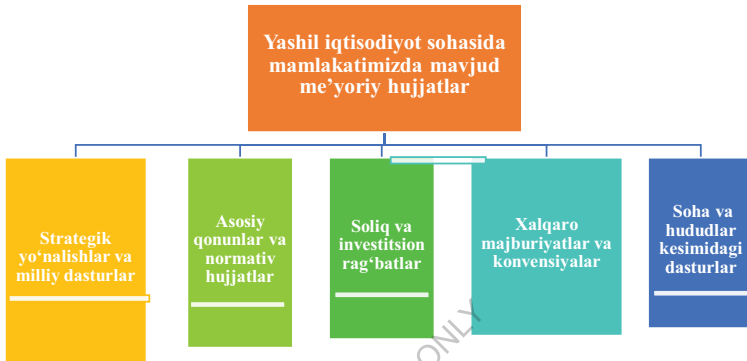 Yashil iqtisodiyot sohasida
mamlakatimizda mavjud
me’yoriy hujjatlar
Strategik
yo‘nalishlar va
milliy dasturlar
Asosiy
qonunlar va
normativ
hujjatlar
Soliq va
investitsion
rag‘batlar
Xalqaro
majburiyatlar va
konvensiyalar
Soha va
hududlar
kesimidagi
dasturlar
ONLY